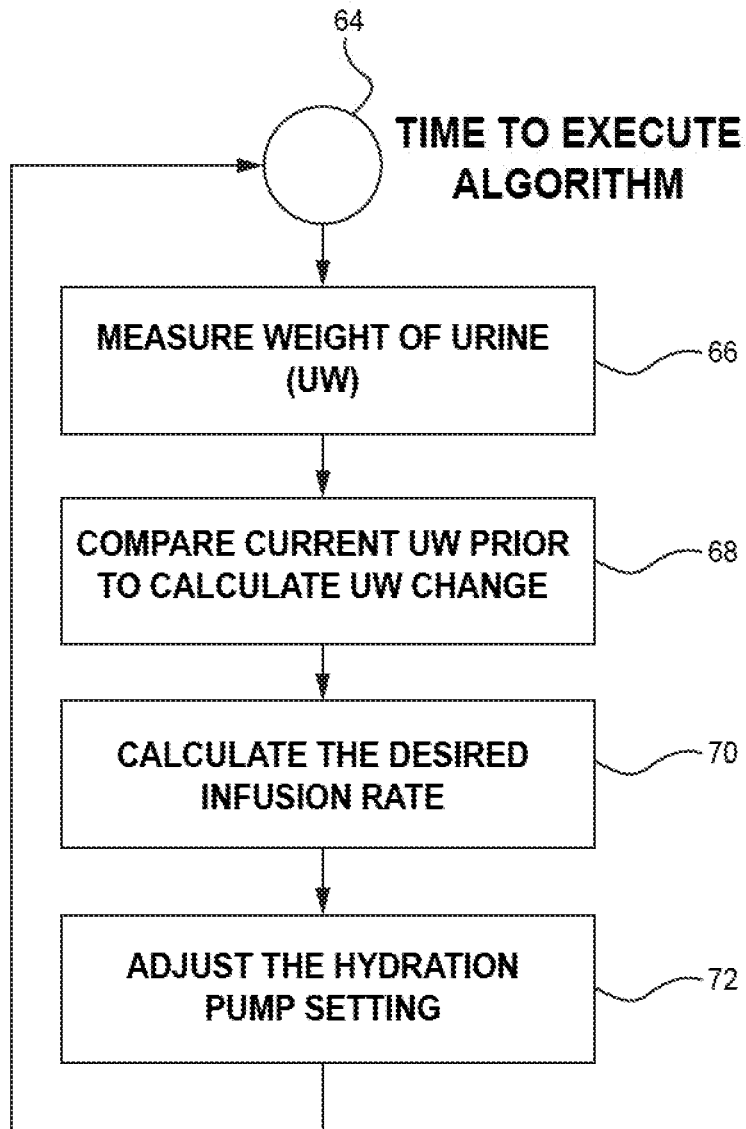 64
TIME TO EXECUTE
ALGORITHM
MEASURE WEIGHT OF URINE
(UW)
66
COMPARE CURRENT UW PRIOR
TO CALCULATE UW CHANGE
68
CALCULATE THE DESIRED
INFUSION RATE
70
ADJUST THE HYDRATION
PUMP SETTING
72